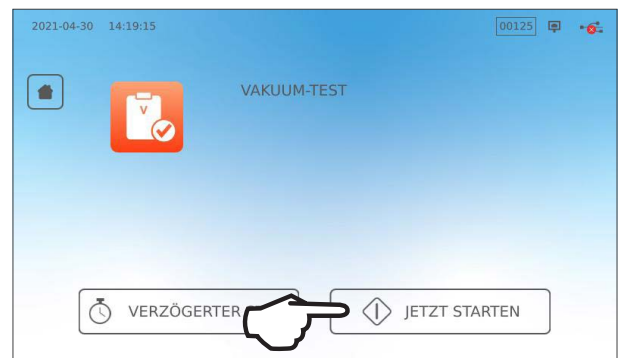 2021-04-30 14:19:15 00125
VAKUUM-TEST
V
VERZÖGERTER
JETZT STARTEN